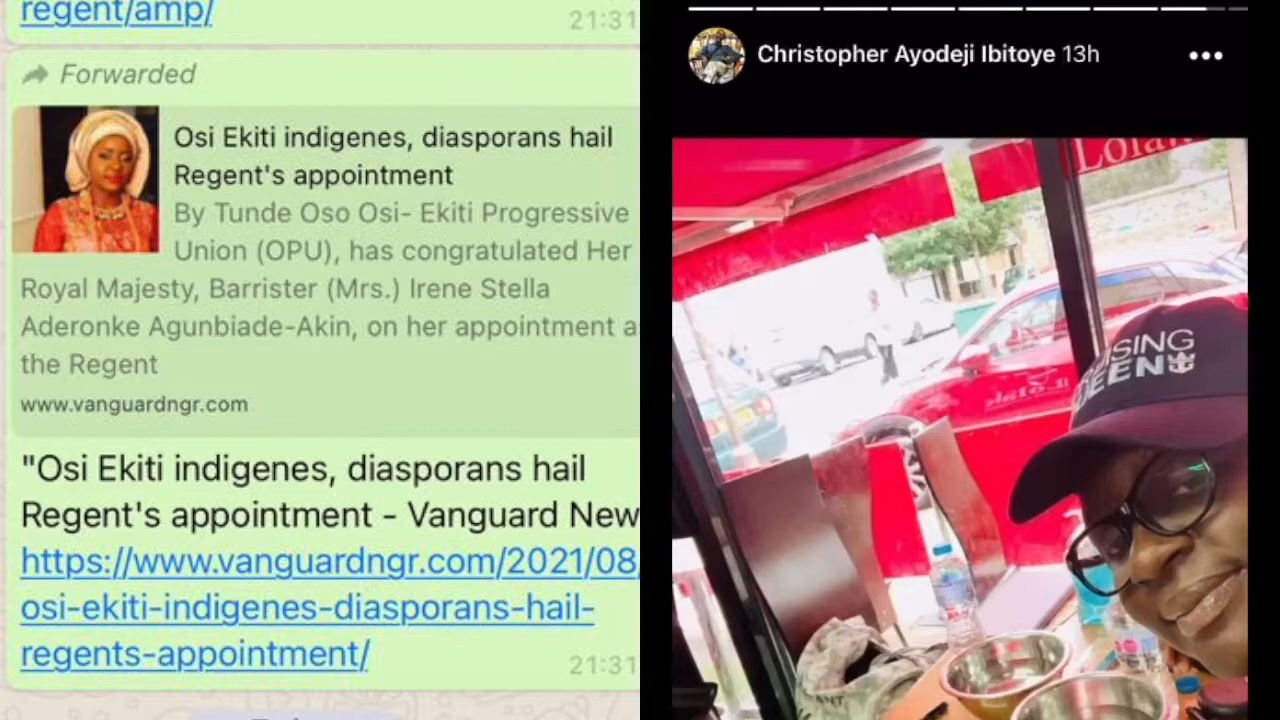 regent/amp/
21:31
Forwarded
Osi Ekiti indigenes, diasporans hail
Regent's appointment
By Tunde Oso Osi- Ekiti Progressive
Union (OPU), has congratulated Her
Royal Majesty, Barrister (Mrs.) Irene Stella
Aderonke Agunbiade-Akin, on her appointment a
the Regent
www.vanguardngr.com
"Osi Ekiti indigenes, diasporans hail
Regent's appointment - Vanguard New
https://www.vanguardngr.com/2021/08
osi-ekiti-indigenes-diasporans-hail-
regents-appointment/
21:31
Christopher Ayodeji Ibitoye 13h